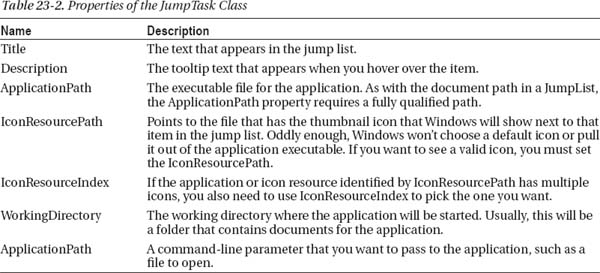 Table 23-2. Properties of the JumpTask Class
Name Description
Title The text that appears in the jump list.
Description The tooltip text that appears when you hover over the item.
ApplicationPath The executable file for the application. As with the document path in a JumpList,
the ApplicationPath property requires a fully qualified path.
IconResourcePath Points to the file that has the thumbnail icon that Windows will show next to that
item in the jump list. Oddly enough, Windows won't choose a default icon or pull
it out of the application executable. If you want to see a valid icon, you must set
the IconResourcePath.
IconResourceIndex If the application or icon resource identified by IconResourcePath has multiple
icons, you also need to use IconResourceIndex to pick the one you want.
WorkingDirectory The working directory where the application will be started. Usually, this will be
a folder that contains documents for the application.
ApplicationPath A command-line parameter that you want to pass to the application, such as a
file to open.